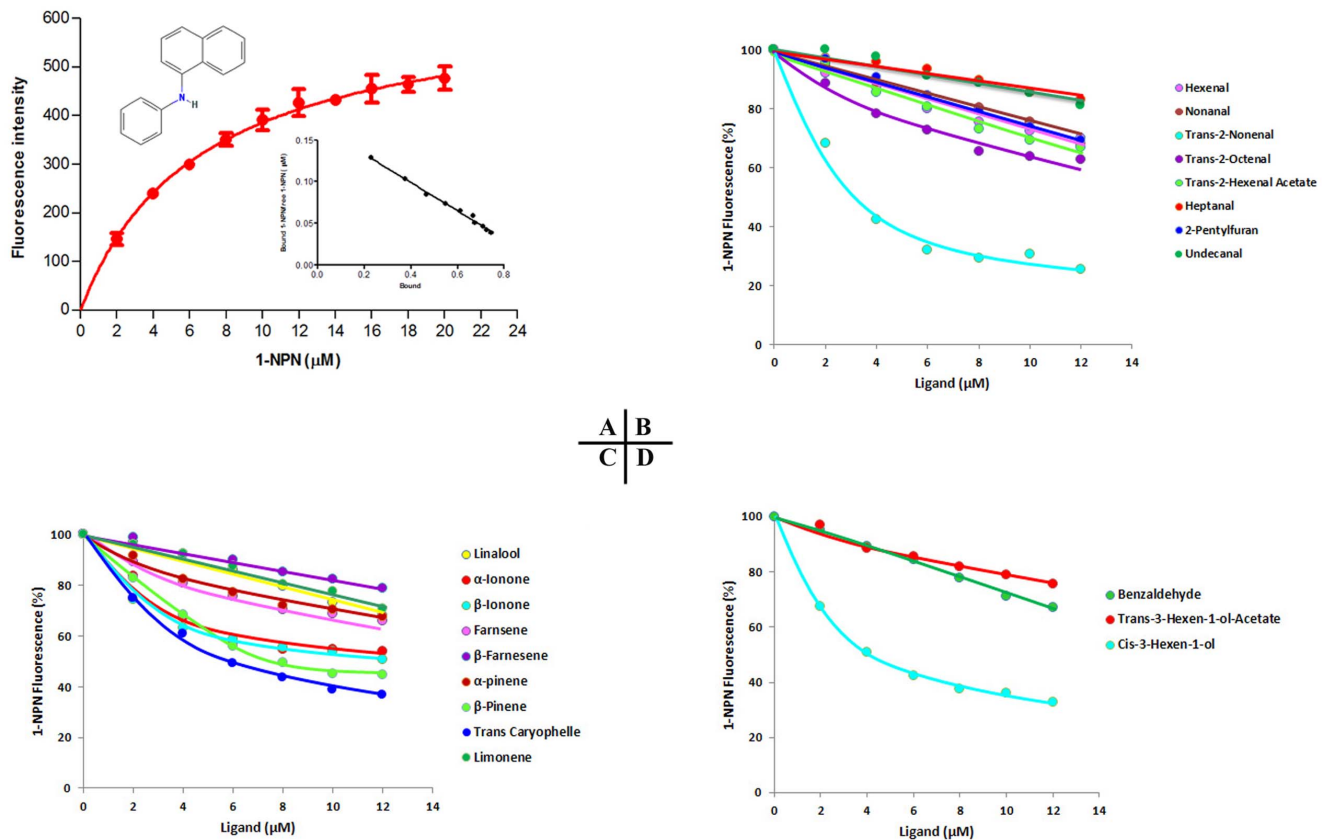 600
500
400
300
200
100
0
Fluorescence intensity
0 2 4 6 8 10 12 14 16 18 20 22 24
1-NPN (µM)
N
H
0.15
0.10
0.05
0.00
Bound 1-NPN/free 1-NPN ( µM)
0.0 0.2 0.4 0.6 0.8
Bound
120
100
80
60
40
20
0
1-NPN Fluorescence (%)
0 2 4 6 8 10 12 14
Ligand (µM)
Hexenal
Nonanal
Trans-2-Nonenal
Trans-2-Octenal
Trans-2-Hexenal Acetate
Heptanal
2-Pentylfuran
Undecanal
A B
C D
120
100
80
60
40
20
0
1-NPN Fluorescence (%)
0 2 4 6 8 10 12 14
Ligand (µM)
Linalool
α-Ionone
β-Ionone
Farnsene
β-Farnesene
α-pinene
β-Pinene
Trans Caryophelle
Limonene
120
100
80
60
40
20
0
1-NPN Fluorescence (%)
0 2 4 6 8 10 12 14
Ligand (µM)
Benzaldehyde
Trans-3-Hexen-1-ol-Acetate
Cis-3-Hexen-1-ol